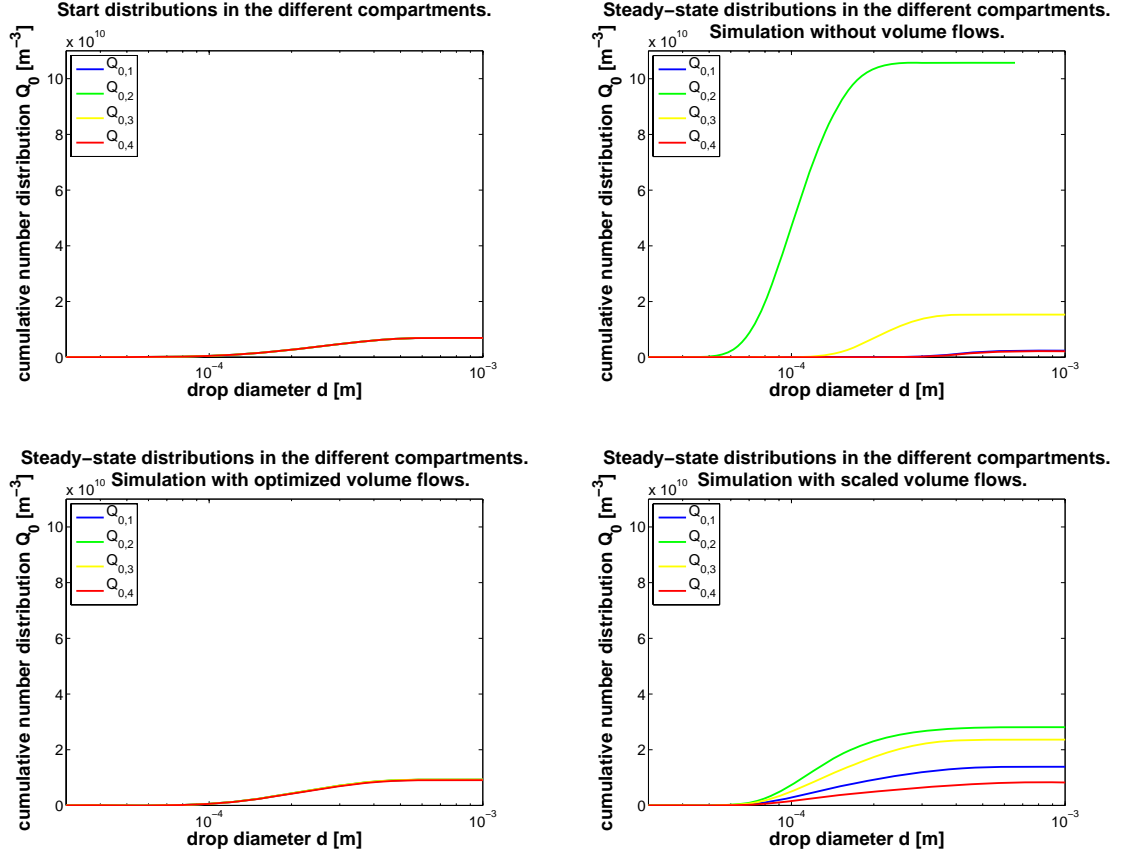 Start distributions in the different compartments.
x 10^10
cumulative number distribution Q_0 [m^−3]
10
8
6
4
2
0
Q_0,1
Q_0,2
Q_0,3
Q_0,4
10^−4
10^−3
drop diameter d [m]
Steady−state distributions in the different compartments.
Simulation without volume flows.
x 10^10
cumulative number distribution Q_0 [m^−3]
10
8
6
4
2
0
Q_0,1
Q_0,2
Q_0,3
Q_0,4
10^−4
10^−3
drop diameter d [m]
Steady−state distributions in the different compartments.
Simulation with optimized volume flows.
x 10^10
cumulative number distribution Q_0 [m^−3]
10
8
6
4
2
0
Q_0,1
Q_0,2
Q_0,3
Q_0,4
10^−4
10^−3
drop diameter d [m]
Steady−state distributions in the different compartments.
Simulation with scaled volume flows.
x 10^10
cumulative number distribution Q_0 [m^−3]
10
8
6
4
2
0
Q_0,1
Q_0,2
Q_0,3
Q_0,4
10^−4
10^−3
drop diameter d [m]